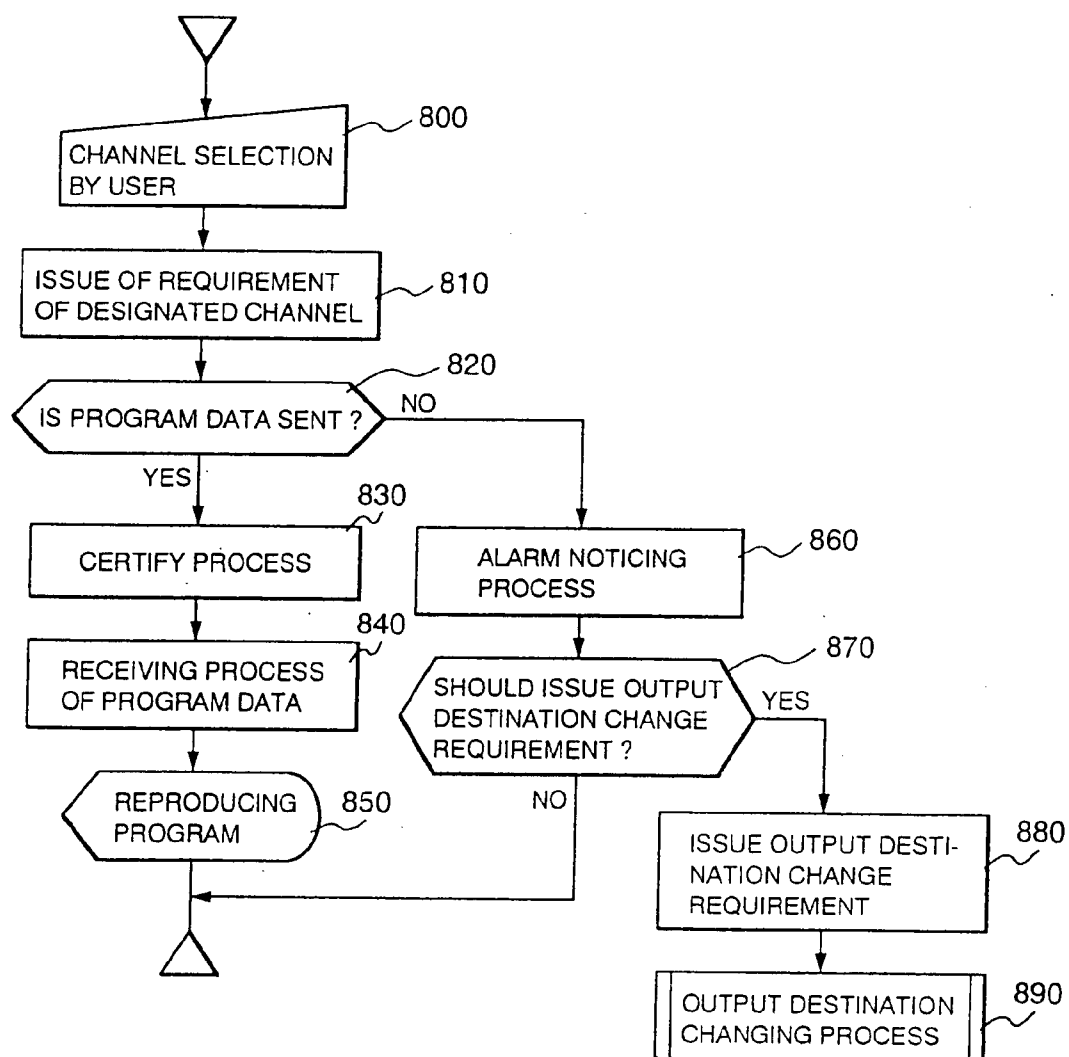 800
CHANNEL SELECTION
BY USER
ISSUE OF REQUIREMENT
OF DESIGNATED CHANNEL
810
820
IS PROGRAM DATA SENT ?
NO
YES
830
CERTIFY PROCESS
860
ALARM NOTICING
PROCESS
840
RECEIVING PROCESS
OF PROGRAM DATA
870
SHOULD ISSUE OUTPUT
DESTINATION CHANGE
REQUIREMENT ?
YES
NO
REPRODUCING
PROGRAM
850
ISSUE OUTPUT DESTI-
NATION CHANGE
REQUIREMENT
880
OUTPUT DESTINATION
CHANGING PROCESS
890